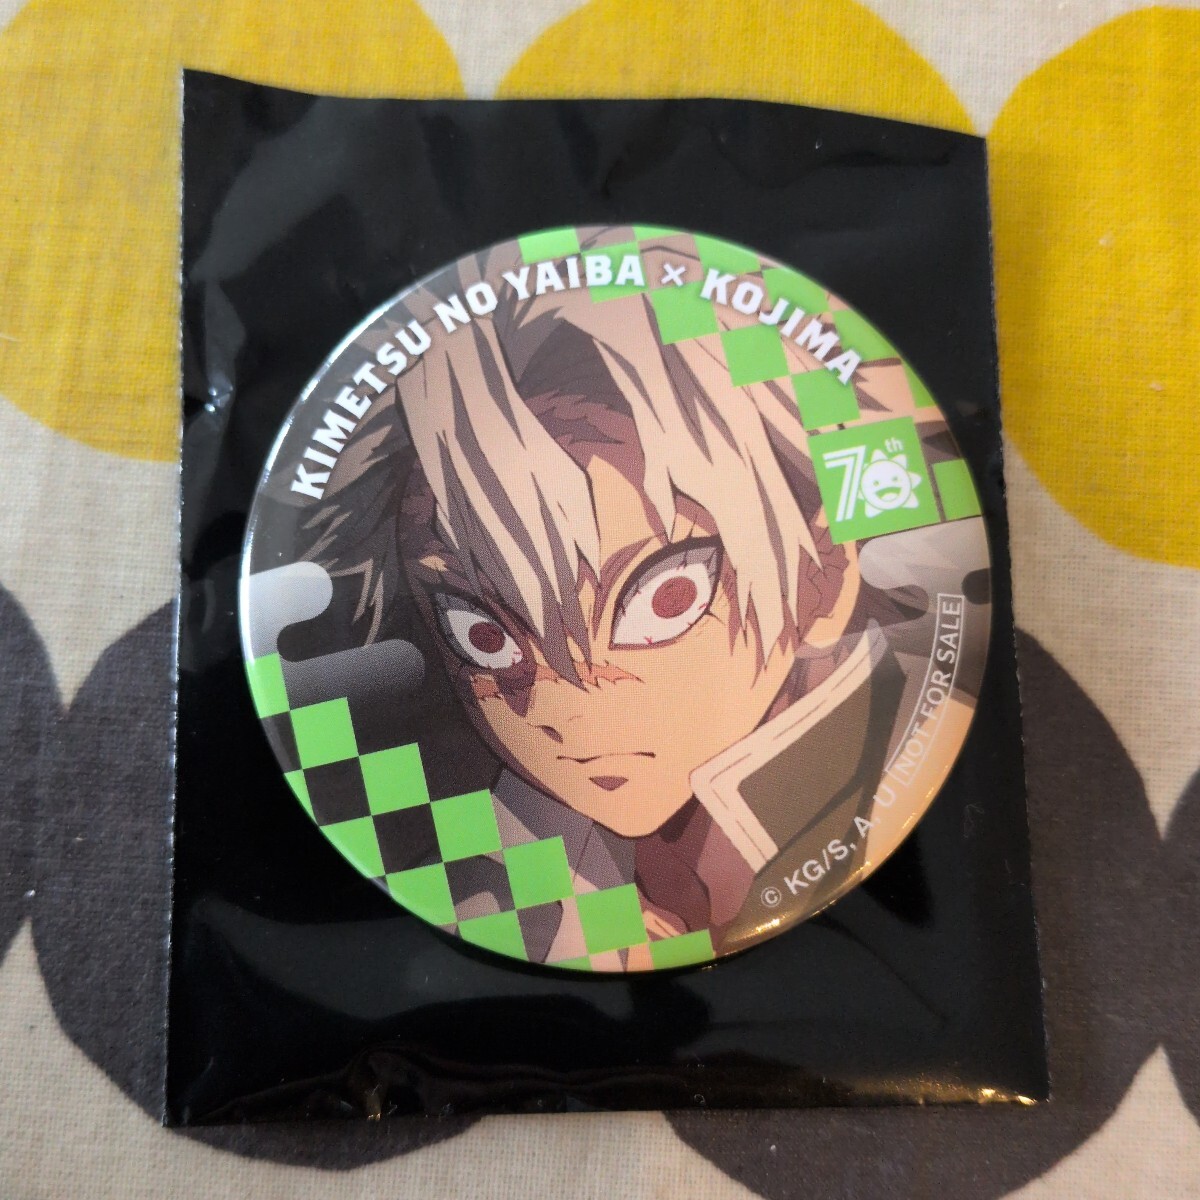 KIMETSU NO YAIBA × KOJIMA
70th
© KG/S, A, U NOT FOR SALE